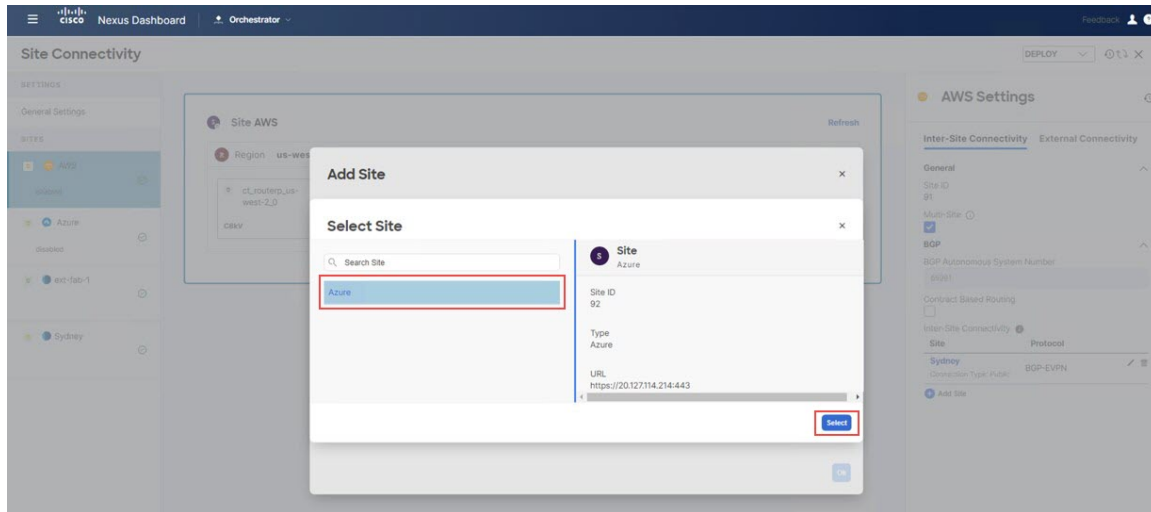 cisco Nexus Dashboard Orchestrator Feedback
Site Connectivity DEPLOY
SETTINGS
General Settings
SITES
AWS
Azure
disabled
ext-fab-1
Sydney
Site AWS Refresh
Region us-wes
ct_routerp_us-
west-2_0
Add Site
Select Site
Search Site
Azure
S Site
Azure
Site ID
92
Type
Azure
URL
https://20.127.114.214:443
Select
Ok
AWS Settings
Inter-Site Connectivity External Connectivity
General
Site ID
91
Multi-Site
BGP
BGP Autonomous System Number
Contract Based Routing
Inter-Site Connectivity
Site Protocol
Sydney BGP-EVPN
Connection Type: Public
Add Site